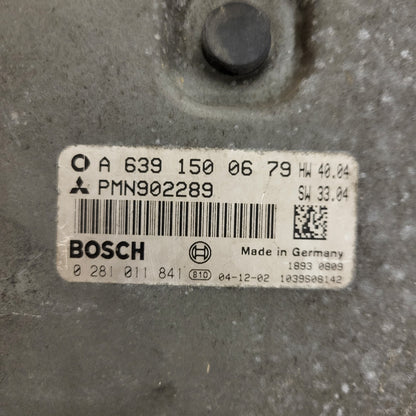 A 639 150 06 79 HW 40.04
PMN902289 SW 33.04
BOSCH Made in Germany
1893 0809
0 281 011 841 810 04-12-02 1039S08142